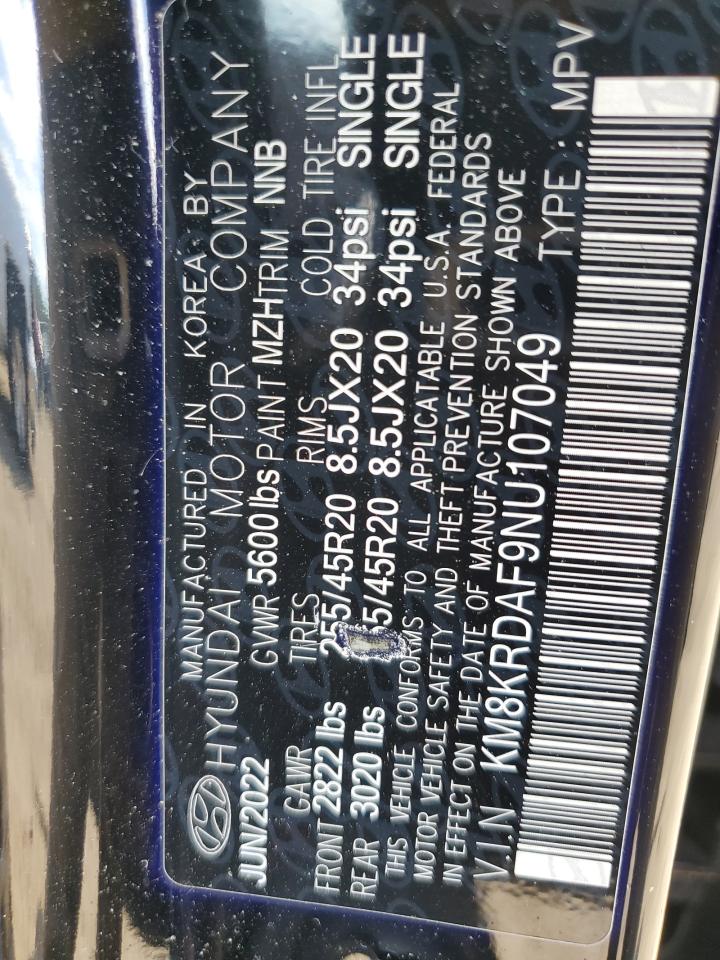 MANUFACTURED IN KOREA BY
HYUNDAI MOTOR COMPANY
JUN/2022 GVWR 5600lbs PAINT MZH TRIM NNB
GAWR TIRES RIMS COLD TIRE INFL
FRONT 2822 lbs 255/45R20 8.5JX20 34psi SINGLE
REAR 3020 lbs 5/45R20 8.5JX20 34psi SINGLE
THIS VEHICLE CONFORMS TO ALL APPLICATABLE U.S.A. FEDERAL
MOTOR VEHICLE SAFETY AND THEFT PREVENTION STANDARDS
IN EFFECT ON THE DATE OF MANUFACTURE SHOWN ABOVE
V.I.N KM8KRDAF9NU107049 TYPE : MPV